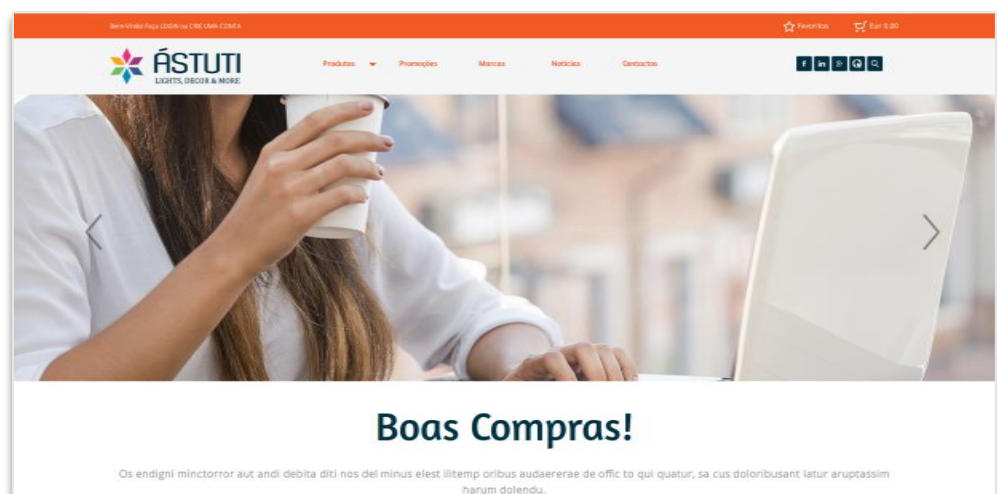 Bem-Vindo! Faça LOGIN ou CRIE UMA CONTA
Favoritos
Eur 0.00
ÁSTUTI
LIGHTS, DECOR & MORE
Produtos
Promoções
Marcas
Notícias
Contactos
Boas Compras!
Os endigni minctorror aut andi debita diti nos del minus elest ilitemp oribus audaererae de offic to qui quatur, sa cus doloribusant latur aruptassim
harum dolendu.